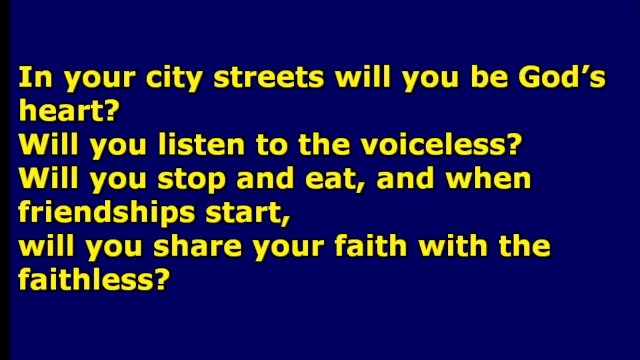 In your city streets will you be God’s
heart?
Will you listen to the voiceless?
Will you stop and eat, and when
friendships start,
will you share your faith with the
faithless?